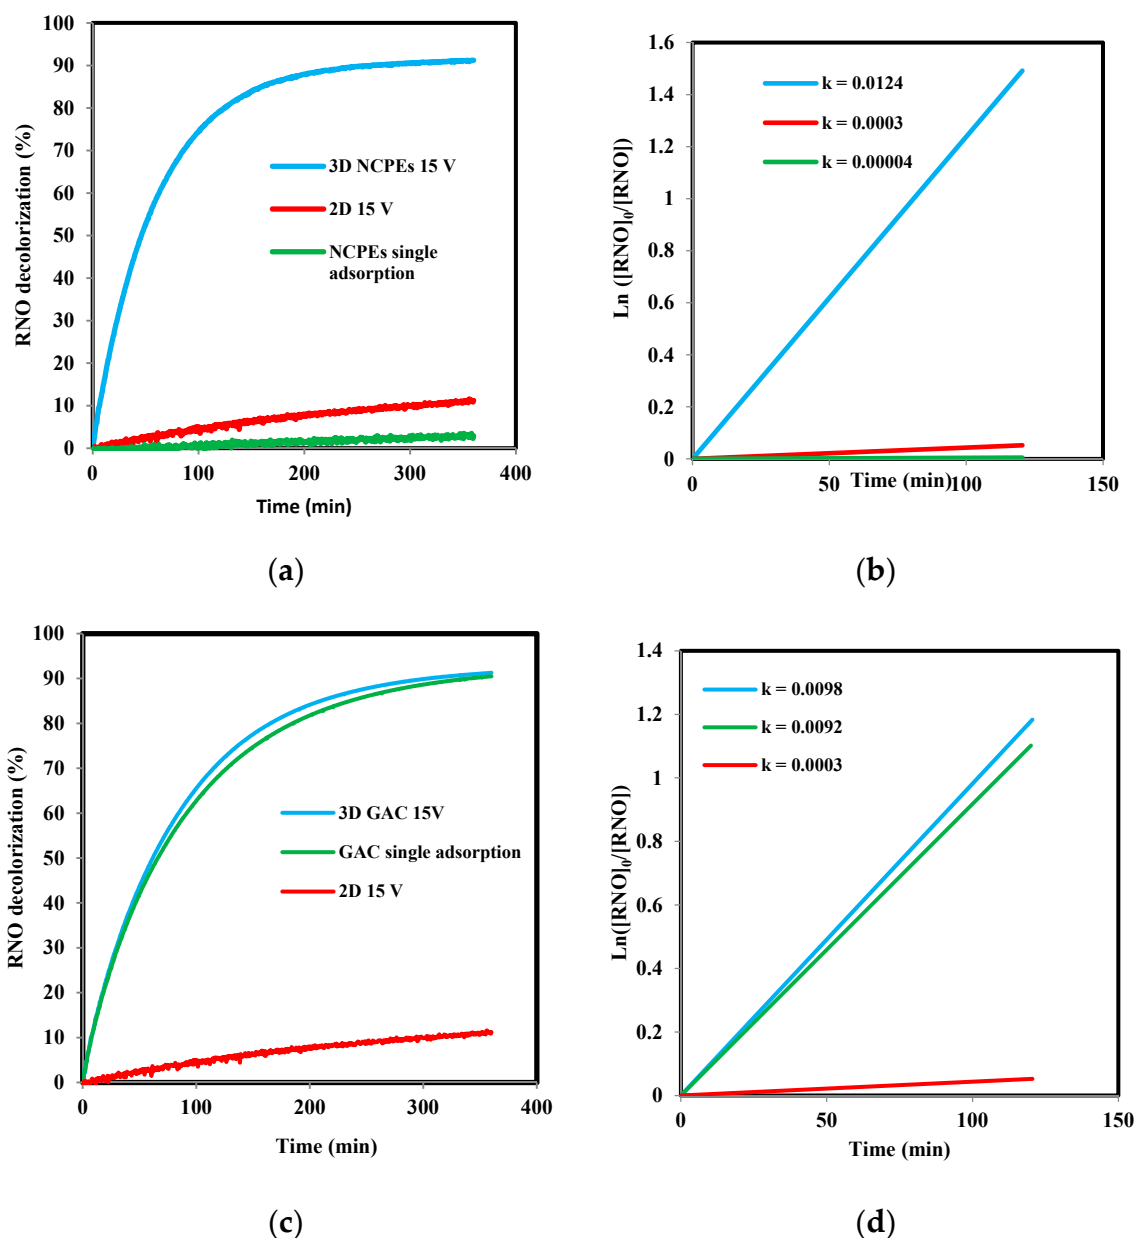 100
90
80
70
60
50
40
30
20
10
0
RNO decolorization (%)
3D NCPEs 15 V
2D 15 V
NCPEs single
adsorption
0 100 200 300 400
Time (min)
(a)
1.6
1.4
1.2
1
0.8
0.6
0.4
0.2
0
Ln ([RNO]0/[RNO])
k = 0.0124
k = 0.0003
k = 0.00004
0 50 100 150
Time (min)
(b)
100
90
80
70
60
50
40
30
20
10
0
RNO decolorization (%)
3D GAC 15V
GAC single adsorption
2D 15 V
0 100 200 300 400
Time (min)
(c)
1.4
1.2
1
0.8
0.6
0.4
0.2
0
Ln([RNO]0/[RNO])
k = 0.0098
k = 0.0092
k = 0.0003
0 50 100 150
Time (min)
(d)